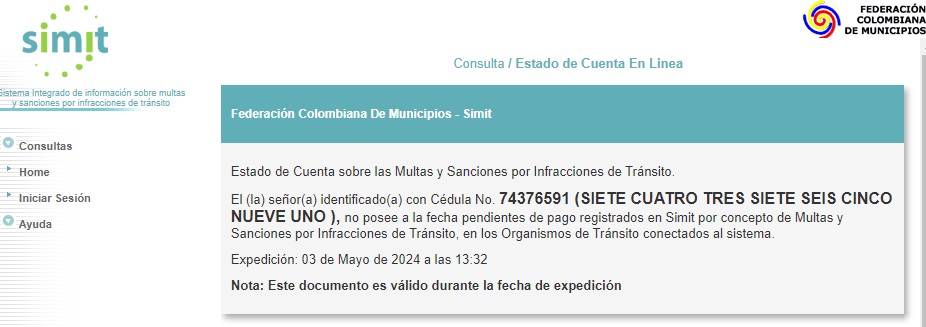 simit
FEDERACIÓN
COLOMBIANA
DE MUNICIPIOS
Consulta / Estado de Cuenta En Linea
Sistema Integrado de información sobre multas
y sanciones por infracciones de tránsito
Consultas
Home
Iniciar Sesión
Ayuda
Federación Colombiana De Municipios - Simit
Estado de Cuenta sobre las Multas y Sanciones por Infracciones de Tránsito.
El (la) señor(a) identificado(a) con Cédula No. 74376591 (SIETE CUATRO TRES SIETE SEIS CINCO
NUEVE UNO ), no posee a la fecha pendientes de pago registrados en Simit por concepto de Multas y
Sanciones por Infracciones de Tránsito, en los Organismos de Tránsito conectados al sistema.
Expedición: 03 de Mayo de 2024 a las 13:32
Nota: Este documento es válido durante la fecha de expedición